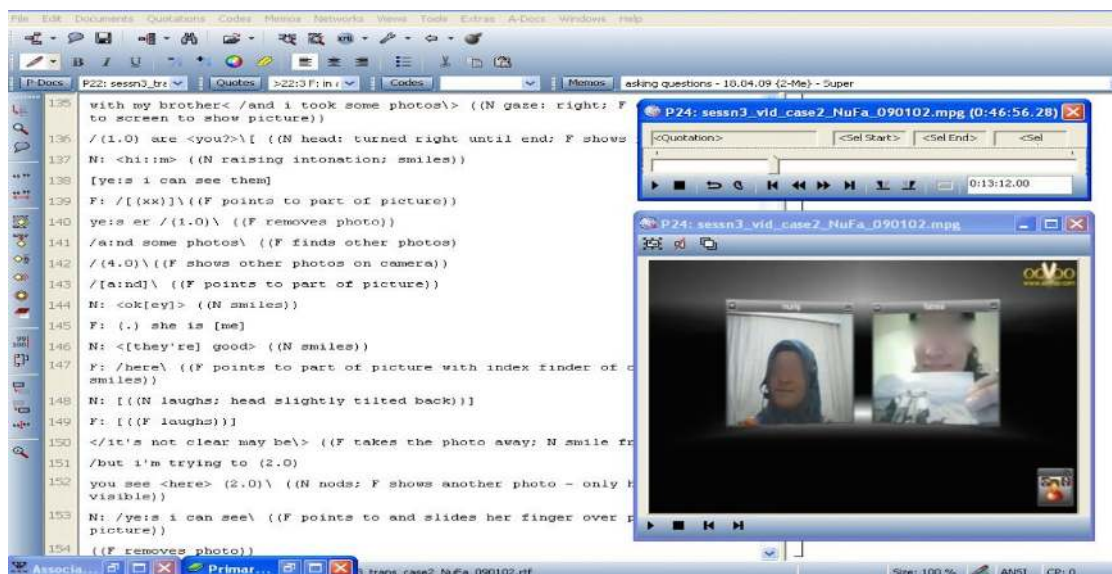 File Edit Documents Quotations Codes Memos Networks Views Tools Extras A-Docs Windows Help
B I U
P-Docs P22: sessn3_tra Quotes >22:3 F: in Codes Memos asking questions - 18.04.09 {2-Me} - Super
135 with my brother< /and i took some photos\> ((N gaze: right; F
to screen to show picture))
136 /(1.0) are <you?>\[ ((N head: turned right until end; F shows
137 N: <hi::m> ((N raising intonation; smiles))
138 [ye:s i can see them]
139 F: /[(xx)]\((F points to part of picture))
140 ye:s er /(1.0)\ ((F removes photo))
141 /a:nd some photos\ ((F finds other photos)
142 /(4.0)\((F shows other photos on camera))
143 /[a:nd]\ ((F points to part of picture))
144 N: <ok[ey]> ((N smiles))
145 F: (.) she is [me]
146 N: <[they're] good> ((N smiles))
147 F: /here\ ((F points to part of picture with index finder of
smiles))
148 N: [((N laughs; head slightly tilted back))]
149 F: [((F laughs))]
150 </it's not clear may be\> ((F takes the photo away; N smile
151 /but i'm trying to (2.0)
152 you see <here> (2.0)\ ((N nods; F shows another photo - only
visible))
153 N: /ye:s i can see\ ((F points to and slides her finger over
picture))
154 ((F removes photo))
P24: sessn3_vid_case2_NuFa_090102.mpg (0:46:56.28)
<Quotation> <Sel Start> <Sel End> <Sel
0:13:12.00
P24: sessn3_vid_case2_NuFa_090102.mpg
ooVoo
Associa... Primar... trans_case2_NuFa_090102.rtf Size: 100 % ANSI CP: 0